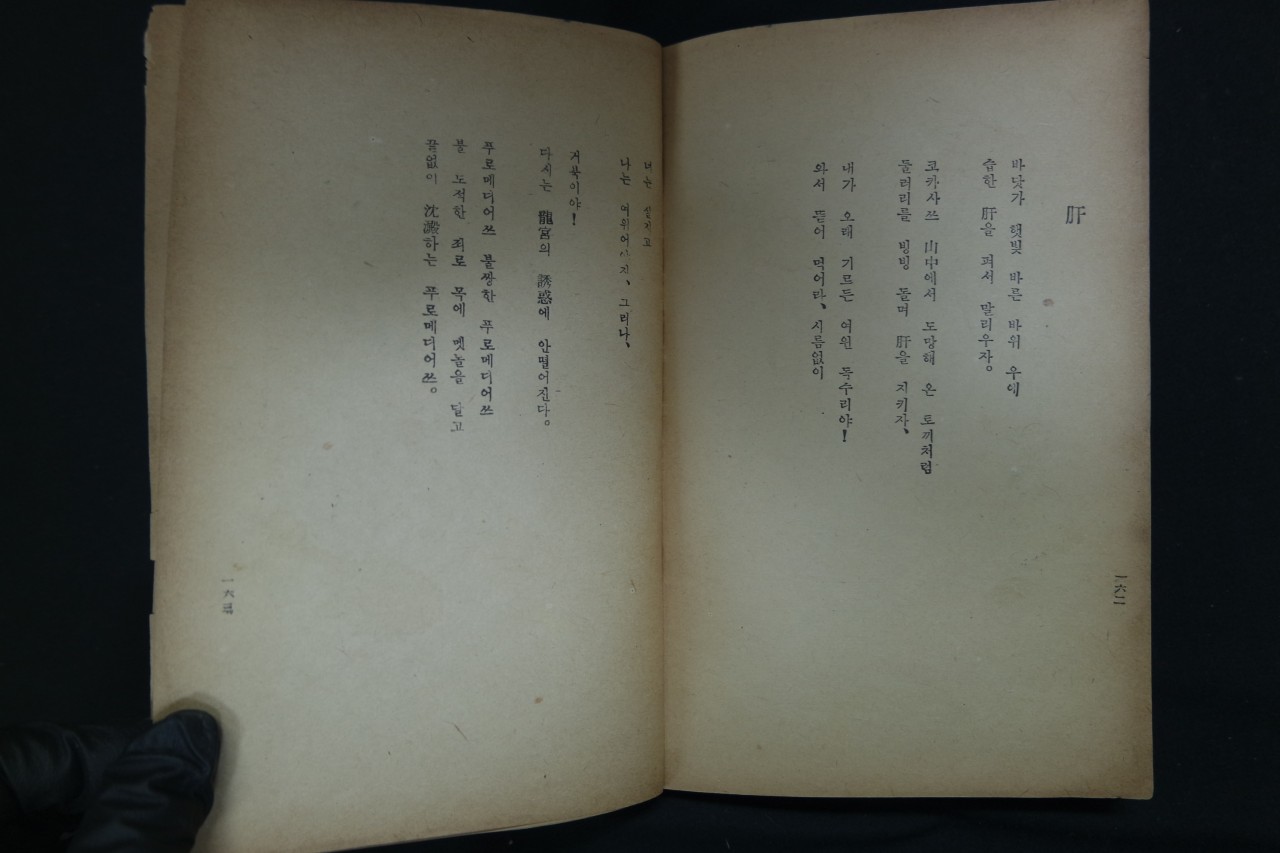 肝
바닷가 햇빛 바른 바위 우에
습한 肝을 펴서 말리우자。
코카사쓰 山中에서 도망해 온 토끼처럼
둘러리를 빙빙 돌며 肝을 지키자、
내가 오래 기르든 여윈 독수리야!
와서 뜯어 먹어라、시름없이
一六二
너는 살지고
나는 여위어 지、그러나、
거북이야!
다시는 龍宮의 誘惑에 안떨어진다。
푸로메디어쓰 불쌍한 푸로메디어쓰
불 도적한 죄로 목에 멧돌을 달고
끝없이 沈澱하는 푸로메디어쓰。
一六